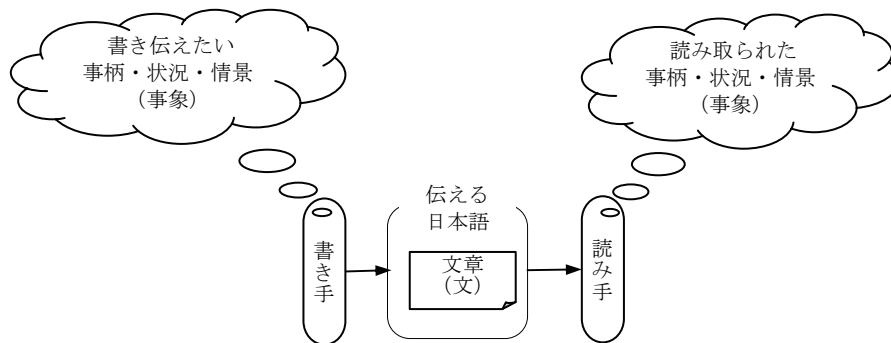 書き伝えたい
事柄・状況・情景
（事象）
読み取られた
事柄・状況・情景
（事象）
書き手
伝える
日本語
文章
（文）
読み手